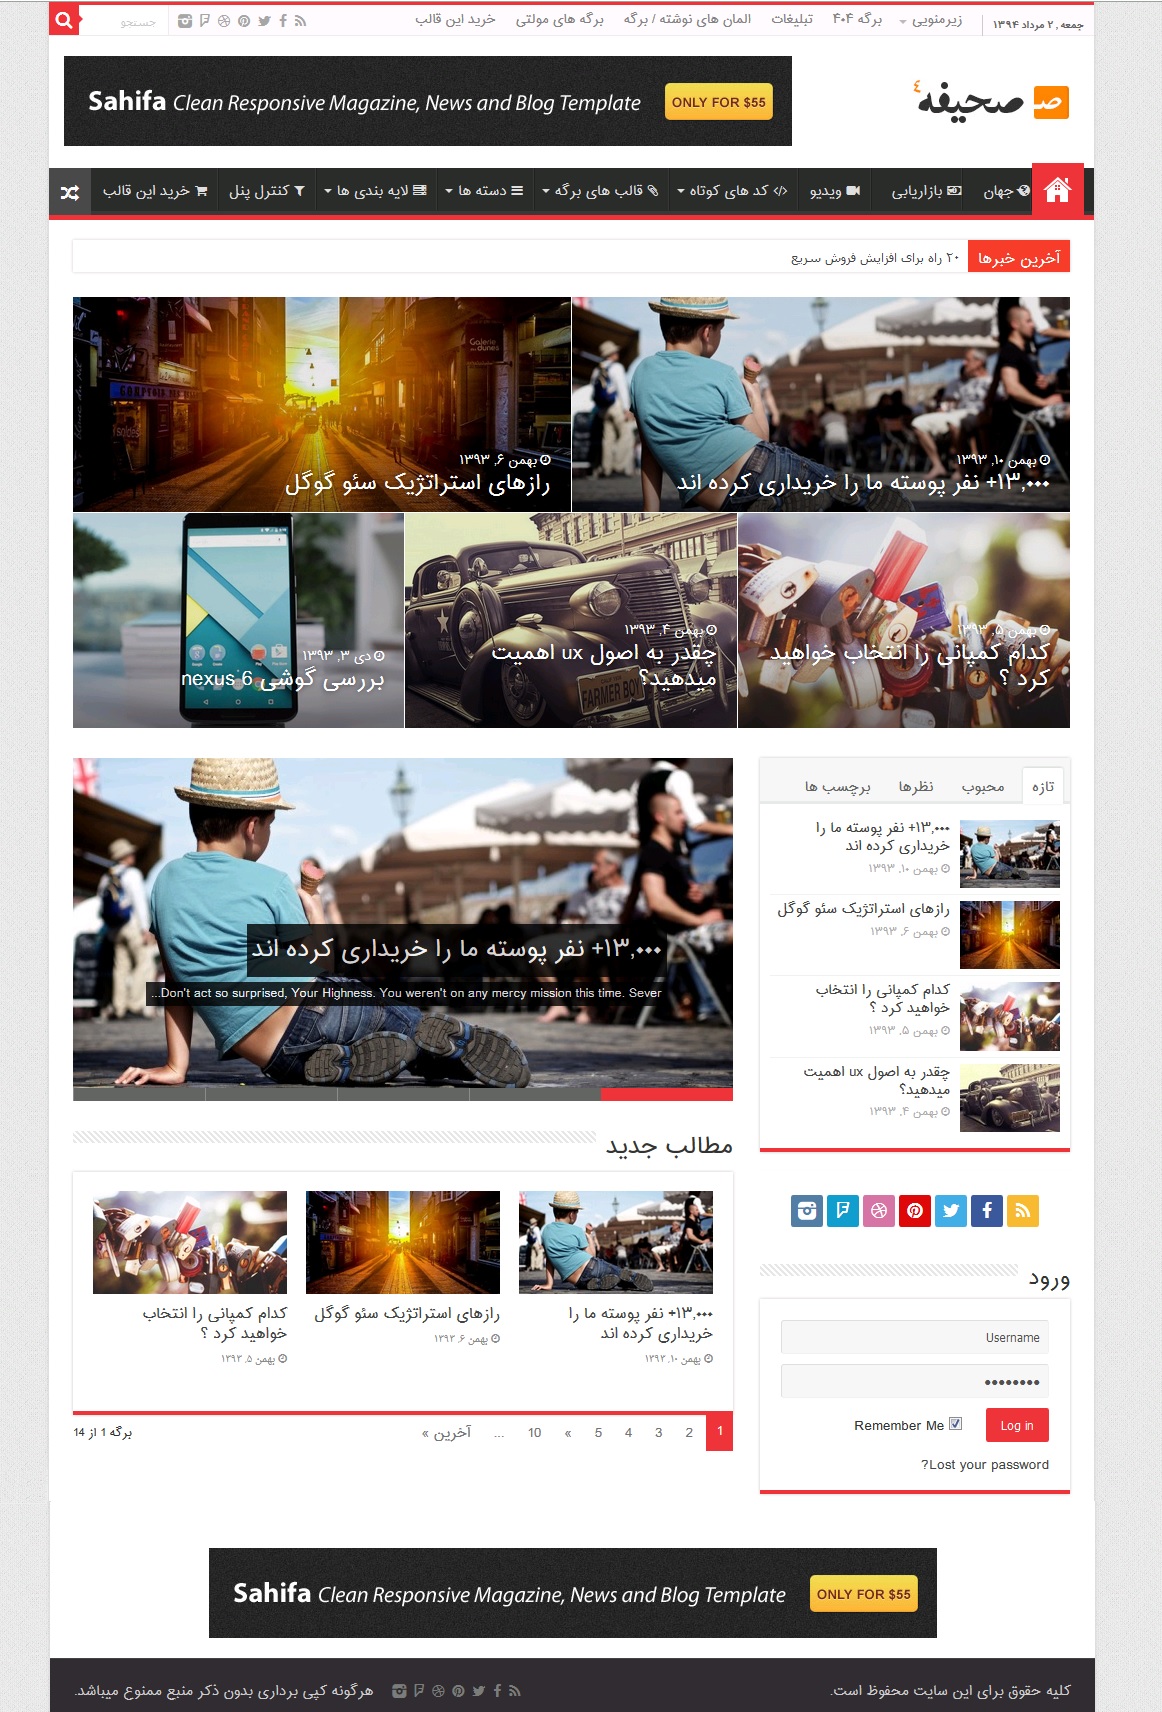 جمعه , ۲ مرداد ۱۳۹۴
زیرمنویی
برگه ۴۰۴
تبلیغات
المان های نوشته / برگه
برگه های مولتی
خرید این قالب
جستجو
صحیفه ٤
صـ
Sahifa Clean Responsive Magazine, News and Blog Template
ONLY FOR $55
جهان
بازاریابی
ویدیو
کد های کوتاه
قالب های برگه
دسته ها
لایه بندی ها
کنترل پنل
خرید این قالب
آخرین خبرها
۲۰ راه برای افزایش فروش سریع
بهمن ۱۰, ۱۳۹۳
۱۳,۰۰۰+ نفر پوسته ما را خریداری کرده اند
Galerie des dunes
COMPTOIR
soldes
بهمن ۶, ۱۳۹۳
رازهای استراتژیک سئو گوگل
بهمن ۵, ۱۳۹۳
کدام کمپانی را انتخاب خواهید
کرد ؟
بهمن ۴, ۱۳۹۳
چقدر به اصول ux اهمیت
میدهید؟
FARMER BOY
دی ۳, ۱۳۹۳
بررسی گوشی nexus 6
تازه
محبوب
نظرها
برچسب ها
۱۳,۰۰۰+ نفر پوسته ما را
خریداری کرده اند
بهمن ۱۰, ۱۳۹۳
رازهای استراتژیک سئو گوگل
بهمن ۶, ۱۳۹۳
کدام کمپانی را انتخاب
خواهید کرد ؟
بهمن ۵, ۱۳۹۳
چقدر به اصول ux اهمیت
میدهید؟
بهمن ۴, ۱۳۹۳
۱۳,۰۰۰+ نفر پوسته ما را خریداری کرده اند
...Don't act so surprised, Your Highness. You weren't on any mercy mission this time. Sever
مطالب جدید
۱۳,۰۰۰+ نفر پوسته ما را
خریداری کرده اند
بهمن ۱۰, ۱۳۹۳
رازهای استراتژیک سئو گوگل
بهمن ۶, ۱۳۹۳
کدام کمپانی را انتخاب
خواهید کرد ؟
بهمن ۵, ۱۳۹۳
1 2 3 4 5 » 10 ... آخرین »
برگه 1 از 14
ورود
Username
Remember Me
Log in
?Lost your password
Sahifa Clean Responsive Magazine, News and Blog Template
ONLY FOR $55
کلیه حقوق برای این سایت محفوظ است.
هرگونه کپی برداری بدون ذکر منبع ممنوع میباشد.